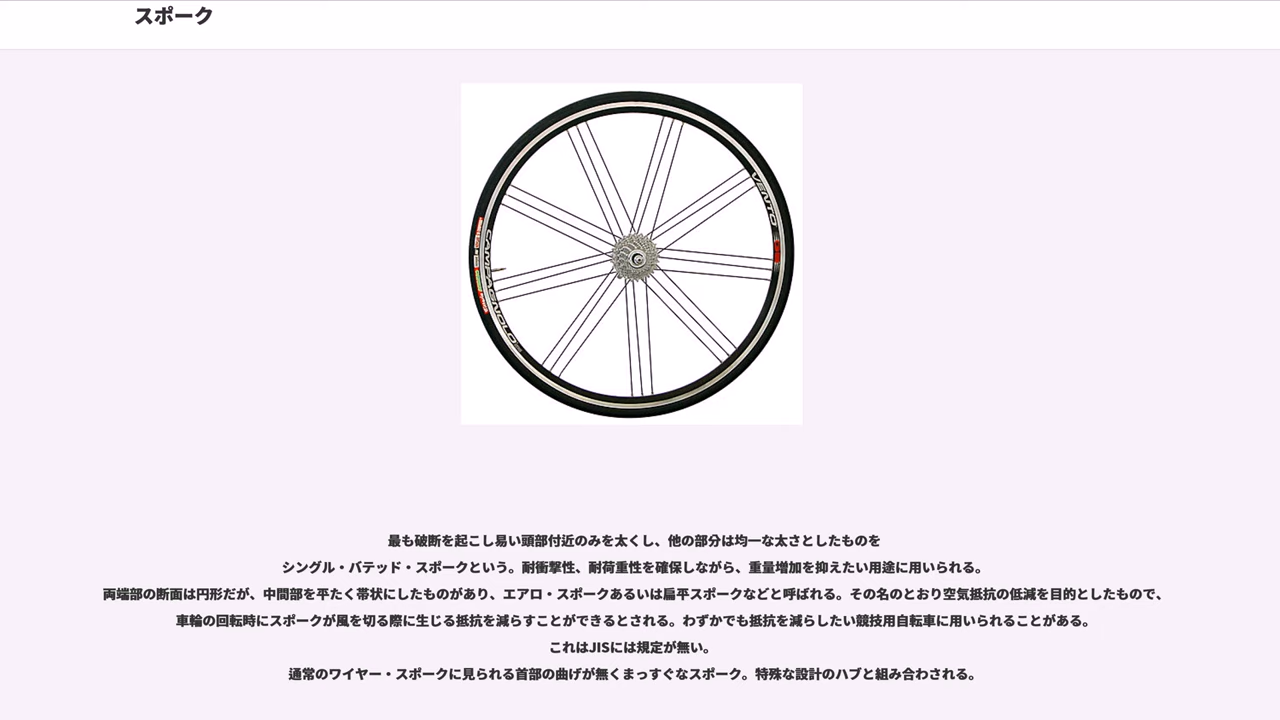 スポーク
VENTO
CAMPAGNOLO
最も破断を起こし易い頭部付近のみを太くし、他の部分は均一な太さとしたものを
シングル・バテッド・スポークという。耐衝撃性、耐荷重性を確保しながら、重量増加を抑えたい用途に用いられる。
両端部の断面は円形だが、中間部を平たく帯状にしたものがあり、エアロ・スポークあるいは扁平スポークなどと呼ばれる。その名のとおり空気抵抗の低減を目的としたもので、
車輪の回転時にスポークが風を切る際に生じる抵抗を減らすことができるとされる。わずかでも抵抗を減らしたい競技用自転車に用いられることがある。
これはJISには規定が無い。
通常のワイヤー・スポークに見られる首部の曲げが無くまっすぐなスポーク。特殊な設計のハブと組み合わされる。